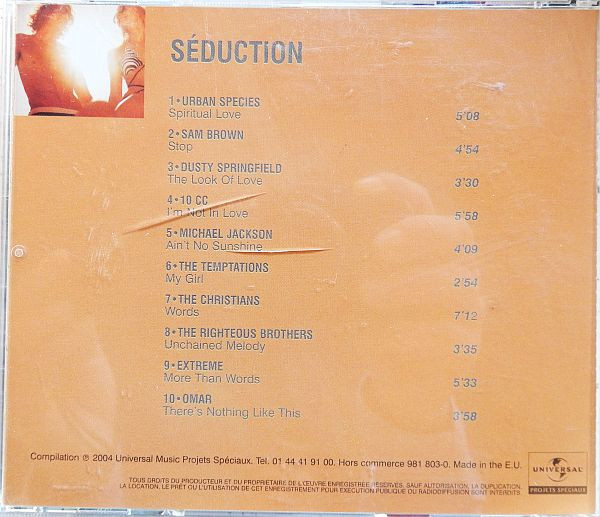 SÉDUCTION
1•URBAN SPECIES
Spiritual Love 5'08
2•SAM BROWN
Stop 4'54
3•DUSTY SPRINGFIELD
The Look Of Love 3'30
4•10 CC
I'm Not In Love 5'58
5•MICHAEL JACKSON
Ain't No Sunshine 4'09
6•THE TEMPTATIONS
My Girl 2'54
7•THE CHRISTIANS
Words 7'12
8•THE RIGHTEOUS BROTHERS
Unchained Melody 3'35
9•EXTREME
More Than Words 5'33
10•OMAR
There's Nothing Like This 3'58
Compilation ℗ 2004 Universal Music Projets Spéciaux. Tel. 01 44 41 91 00. Hors commerce 981 803-0. Made in the E.U.
UNIVERSAL
PROJETS SPÉCIAUX
TOUS DROITS DU PRODUCTEUR ET DU PROPRIÉTAIRE DE L'ŒUVRE ENREGISTRÉE RÉSERVÉS. SAUF AUTORISATION, LA DUPLICATION,
LA LOCATION, LE PRÊT OU L'UTILISATION DE CET ENREGISTREMENT POUR EXÉCUTION PUBLIQUE OU RADIODIFFUSION SONT INTERDITS